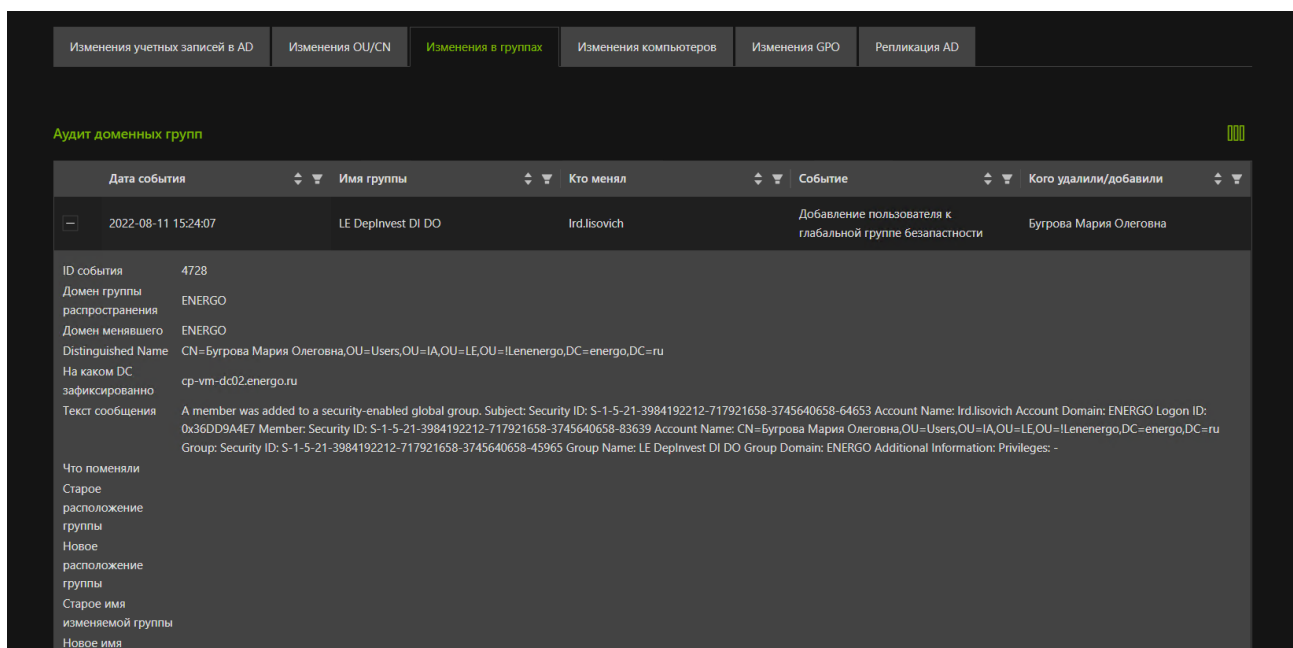 Изменения учетных записей в AD Изменения OU/CN Изменения в группах Изменения компьютеров Изменения GPO Репликация AD
Аудит доменных групп
Дата события Имя группы Кто менял Событие Кого удалили/добавили
2022-08-11 15:24:07 LE DepInvest DI DO lrd.lisovich Добавление пользователя к Бугрова Мария Олеговна
глабальной группе безапастности
ID события 4728
Домен группы
распространения ENERGO
Домен менявшего ENERGO
Distinguished Name CN=Бугрова Мария Олеговна,OU=Users,OU=IA,OU=LE,OU=!Lenenergo,DC=energo,DC=ru
На каком DC
зафиксированно cp-vm-dc02.energo.ru
Текст сообщения A member was added to a security-enabled global group. Subject: Security ID: S-1-5-21-3984192212-717921658-3745640658-64653 Account Name: lrd.lisovich Account Domain: ENERGO Logon ID:
0x36DD9A4E7 Member: Security ID: S-1-5-21-3984192212-717921658-3745640658-83639 Account Name: CN=Бугрова Мария Олеговна,OU=Users,OU=IA,OU=LE,OU=!Lenenergo,DC=energo,DC=ru
Group: Security ID: S-1-5-21-3984192212-717921658-3745640658-45965 Group Name: LE DepInvest DI DO Group Domain: ENERGO Additional Information: Privileges: -
Что поменяли
Старое
расположение
группы
Новое
расположение
группы
Старое имя
изменяемой группы
Новое имя